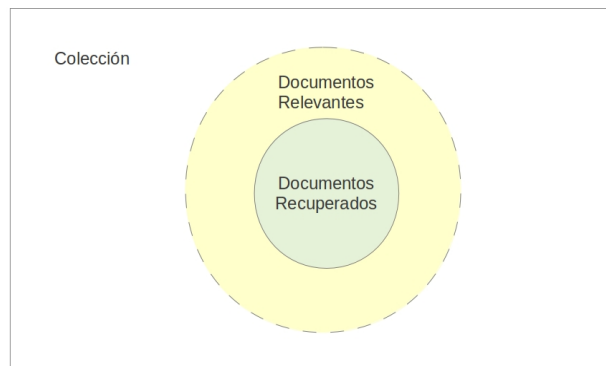 Colección
Documentos
Relevantes
Documentos
Recuperados